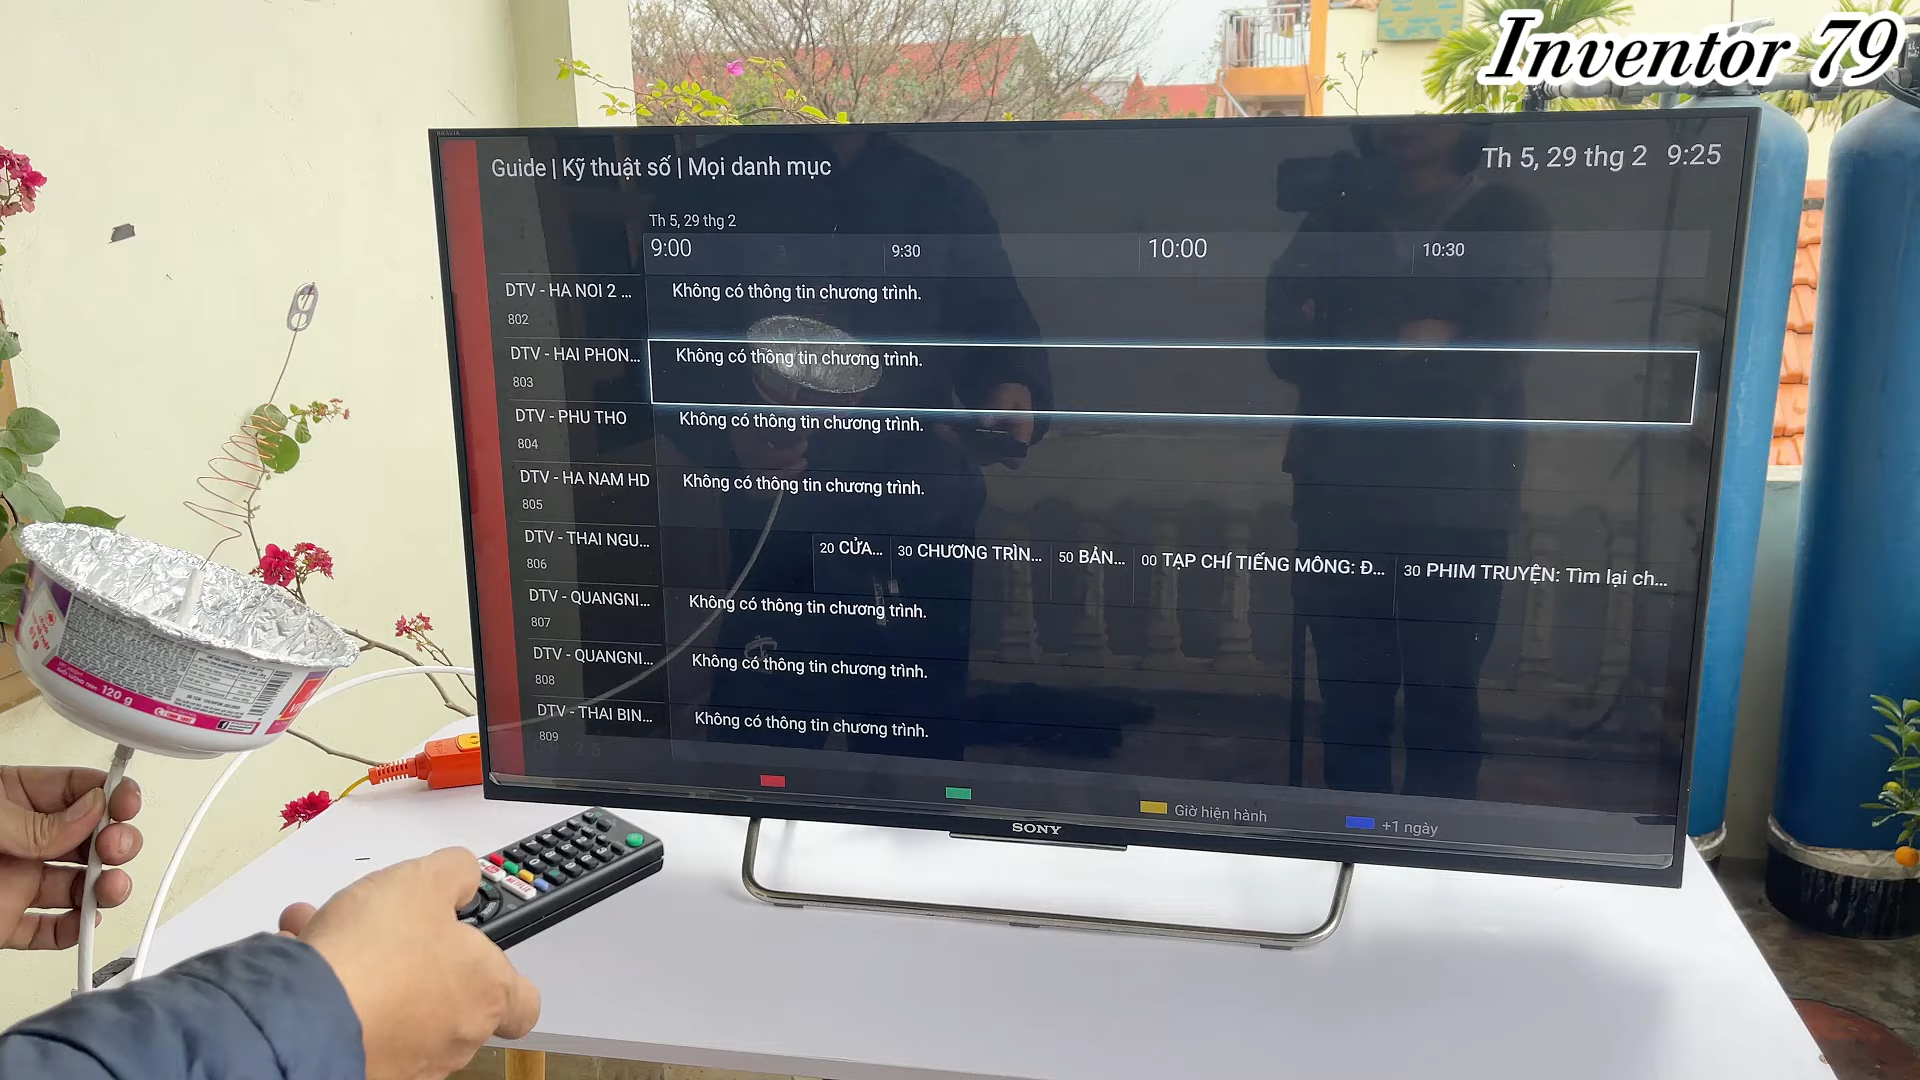 Inventor 79
BRAVIA
Guide | Kỹ thuật số | Mọi danh mục
Th 5, 29 thg 2 9:25
Th 5, 29 thg 2
9:00 9:30 10:00 10:30
DTV - HA NOI 2 ... Không có thông tin chương trình.
802
DTV - HAI PHON... Không có thông tin chương trình.
803
DTV - PHU THO Không có thông tin chương trình.
804
DTV - HA NAM HD Không có thông tin chương trình.
805
DTV - THAI NGU... 20 CỬA... 30 CHƯƠNG TRÌN... 50 BẢN... 00 TẠP CHÍ TIẾNG MÔNG: Đ... 30 PHIM TRUYỆN: Tìm lại ch...
806
DTV - QUANGNI... Không có thông tin chương trình.
807
DTV - QUANGNI... Không có thông tin chương trình.
808
DTV - THAI BIN... Không có thông tin chương trình.
809
Giờ hiện hành +1 ngày
SONY
120 g
NETFLIX